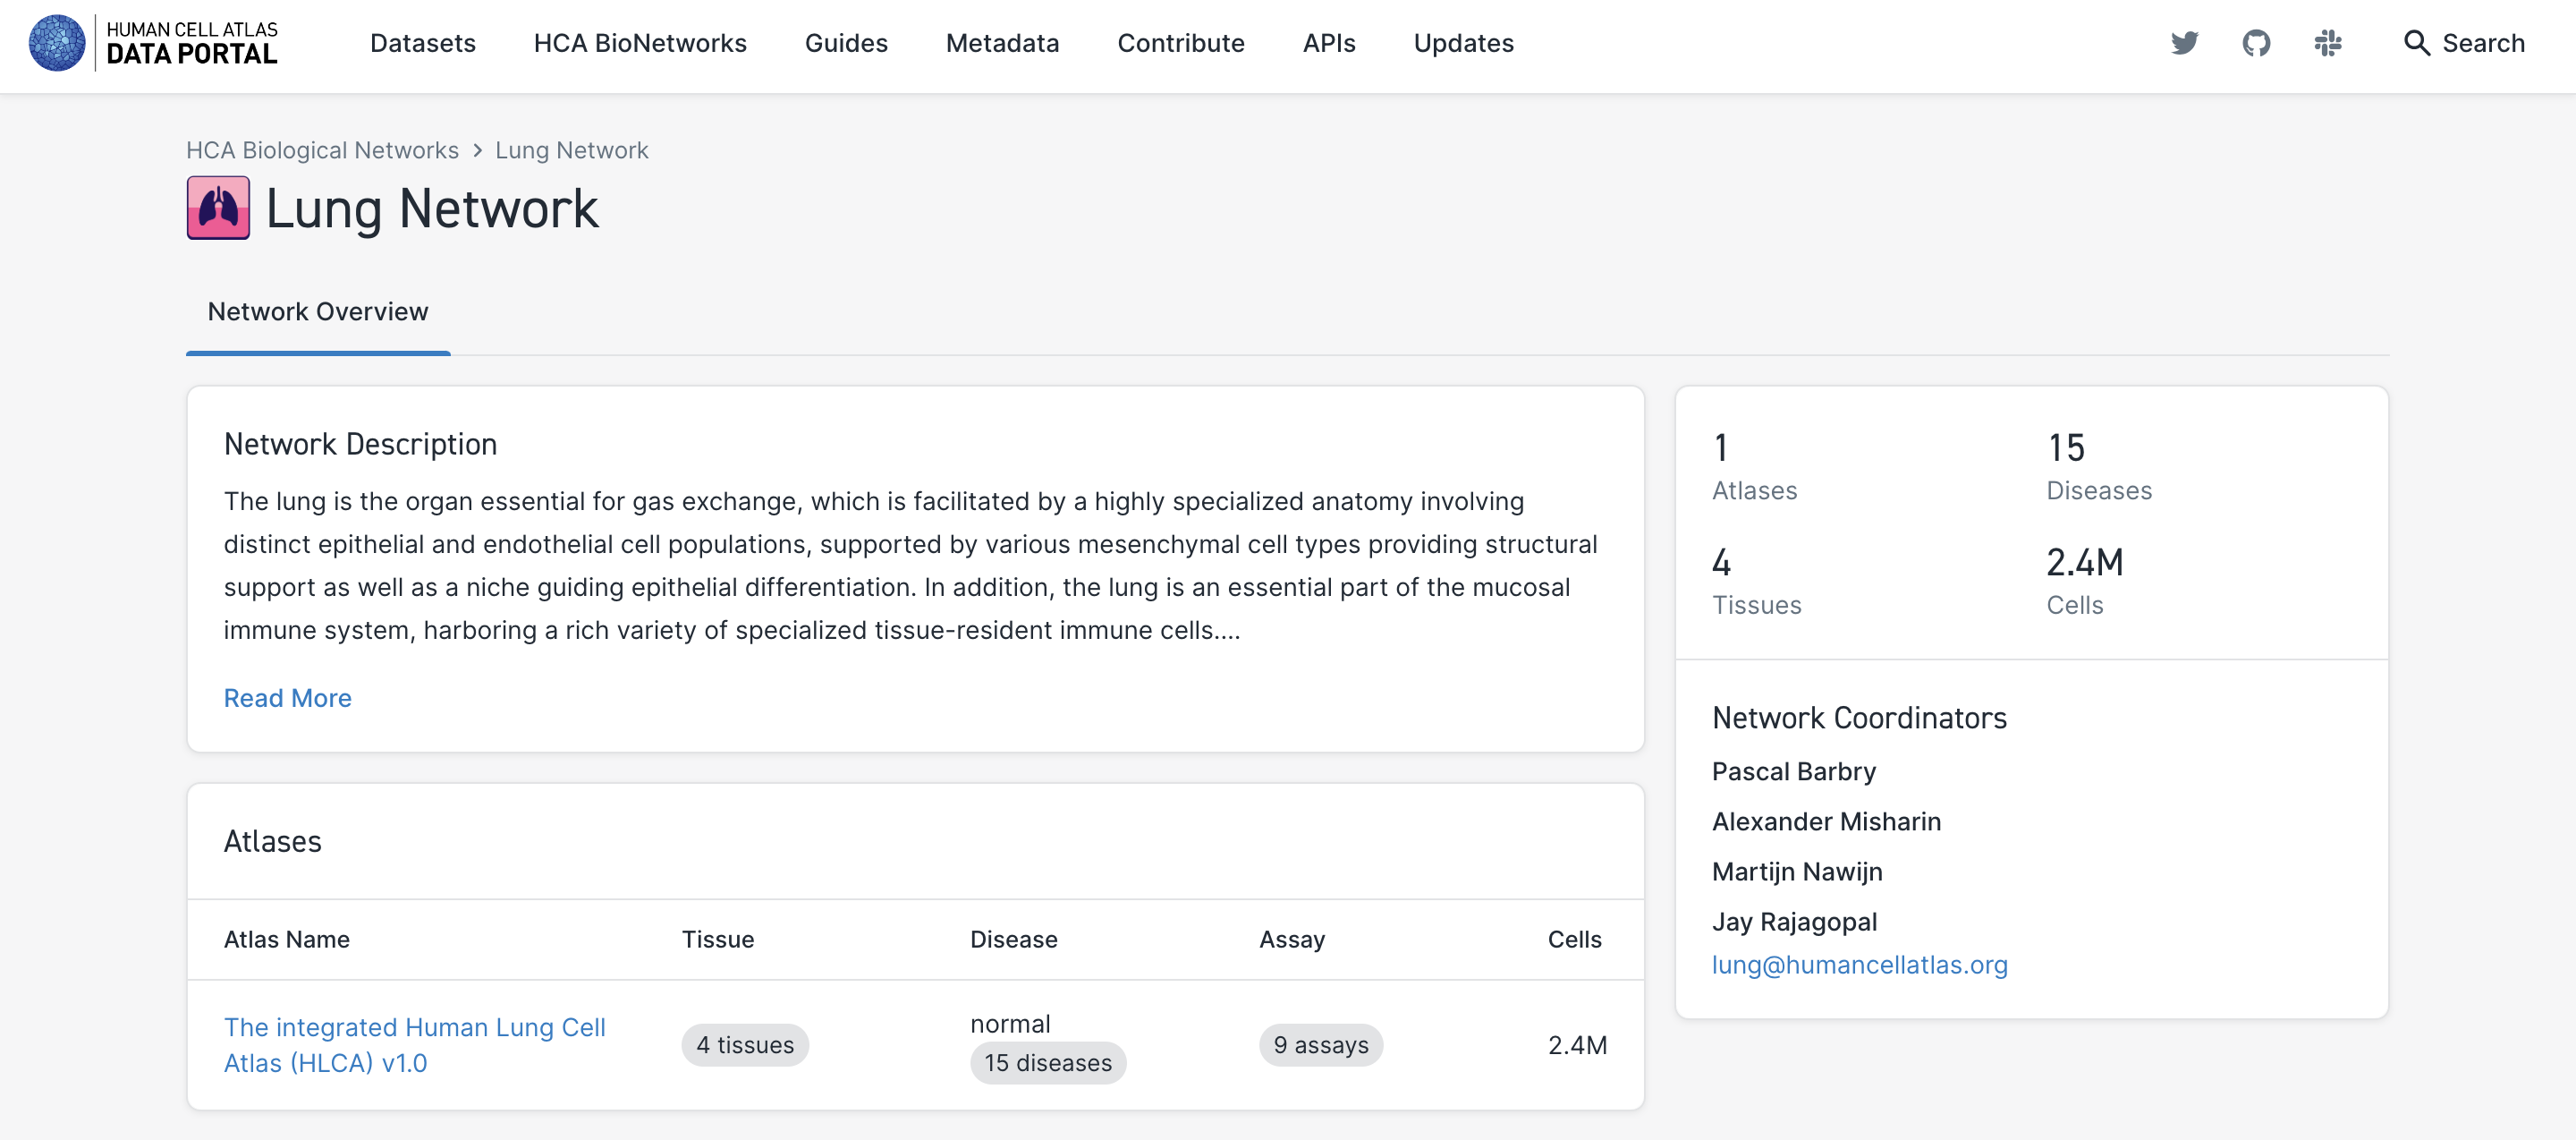 HUMAN CELL ATLAS
DATA PORTAL
Datasets
HCA BioNetworks
Guides
Metadata
Contribute
APIs
Updates
Search
HCA Biological Networks > Lung Network
Lung Network
Network Overview
Network Description
The lung is the organ essential for gas exchange, which is facilitated by a highly specialized anatomy involving
distinct epithelial and endothelial cell populations, supported by various mesenchymal cell types providing structural
support as well as a niche guiding epithelial differentiation. In addition, the lung is an essential part of the mucosal
immune system, harboring a rich variety of specialized tissue-resident immune cells....
Read More
Atlases
Atlas Name Tissue Disease Assay Cells
The integrated Human Lung Cell
Atlas (HLCA) v1.0
4 tissues
normal
15 diseases
9 assays
2.4M
1
Atlases
15
Diseases
4
Tissues
2.4M
Cells
Network Coordinators
Pascal Barbry
Alexander Misharin
Martijn Nawijn
Jay Rajagopal
lung@humancellatlas.org